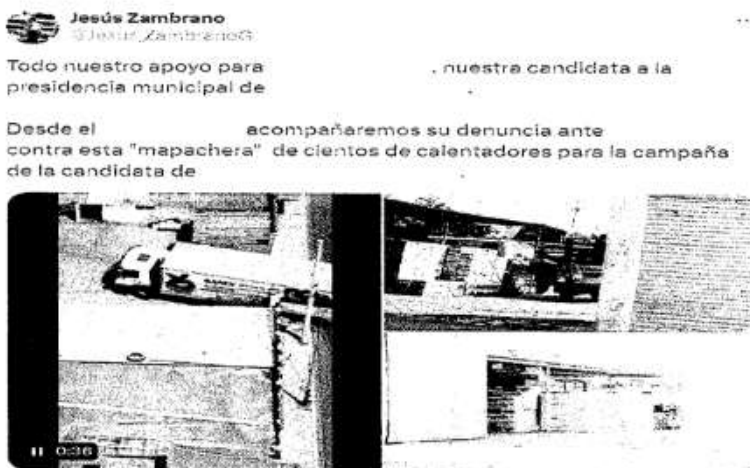 Jesús Zambrano
@Jesus_ZambranoG
Todo nuestro apoyo para , nuestra candidata a la
presidencia municipal de .
Desde el acompañaremos su denuncia ante
contra esta "mapachera" de cientos de calentadores para la campaña
de la candidata de
0:36